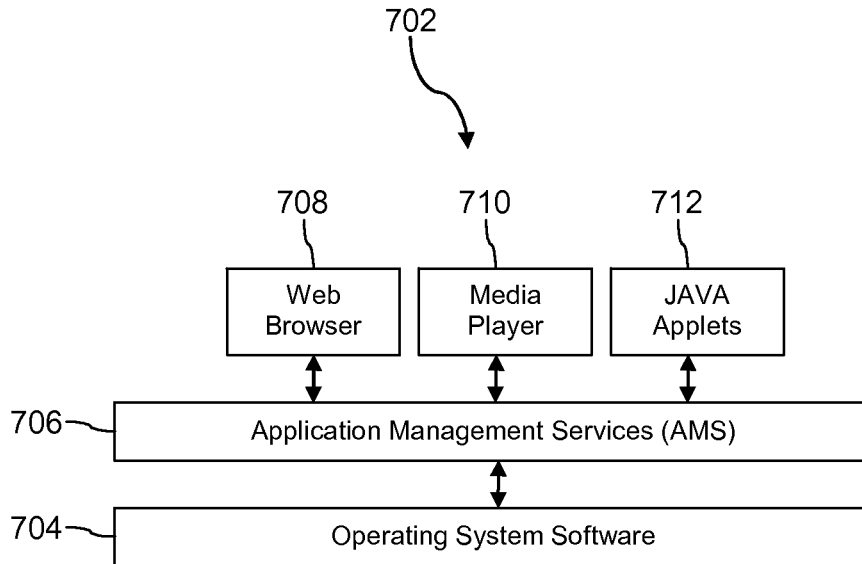 702
708
710
712
Web
Browser
Media
Player
JAVA
Applets
706
Application Management Services (AMS)
704
Operating System Software